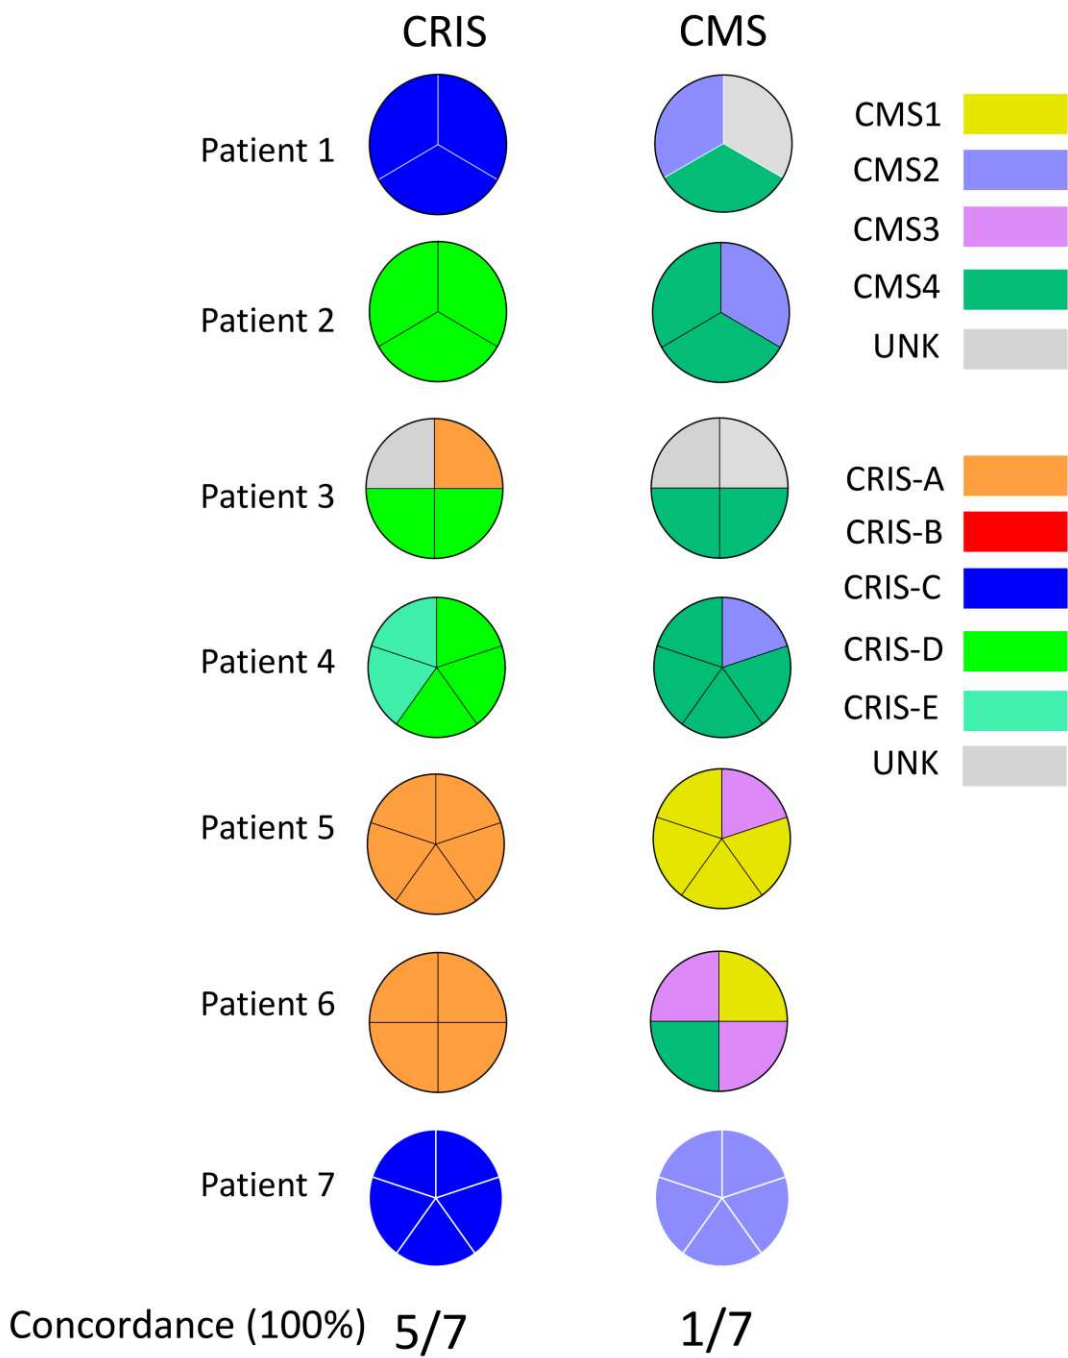 CRIS CMS
CMS1
Patient 1
CMS2
CMS3
CMS4
Patient 2
UNK
CRIS-A
Patient 3
CRIS-B
CRIS-C
CRIS-D
Patient 4
CRIS-E
UNK
Patient 5
Patient 6
Patient 7
Concordance (100%) 5/7 1/7